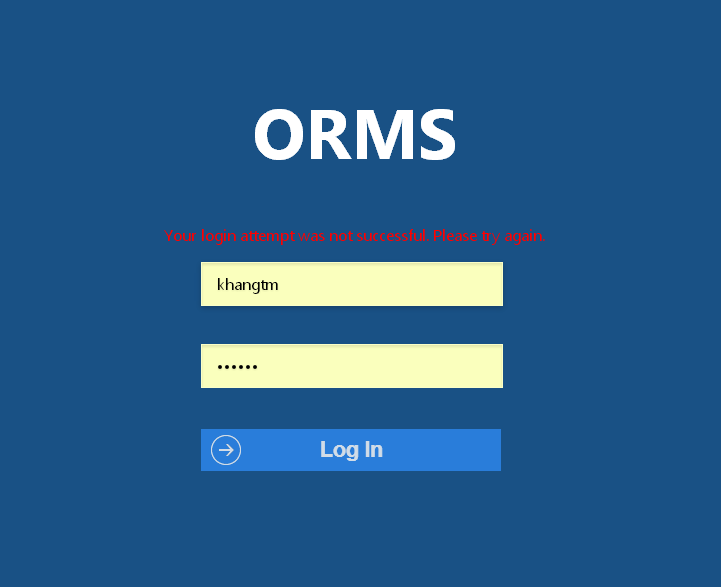 ORMS
Your login attempt was not successful. Please try again.
khangtm
••••••
Log In